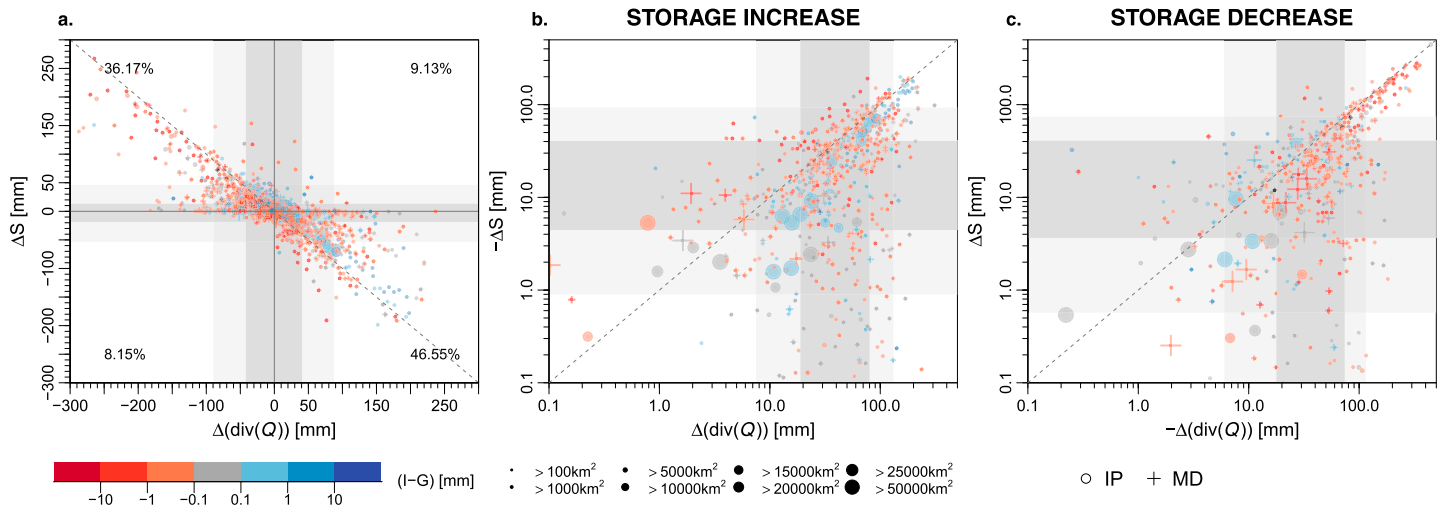 a.
36.17%
9.13%
8.15%
46.55%
250
150
50
0
−100
−200
−300
ΔS [mm]
−300
−200
−100
0
50
150
250
Δ(div(Q)) [mm]
b.
STORAGE INCREASE
100.0
10.0
1.0
0.1
−ΔS [mm]
0.1
1.0
10.0
100.0
Δ(div(Q)) [mm]
c.
STORAGE DECREASE
100.0
10.0
1.0
0.1
ΔS [mm]
0.1
1.0
10.0
100.0
−Δ(div(Q)) [mm]
−10
−1
−0.1
0.1
1
10
(I−G) [mm]
> 100km²
> 5000km²
> 15000km²
> 25000km²
> 1000km²
> 10000km²
> 20000km²
> 50000km²
IP
MD